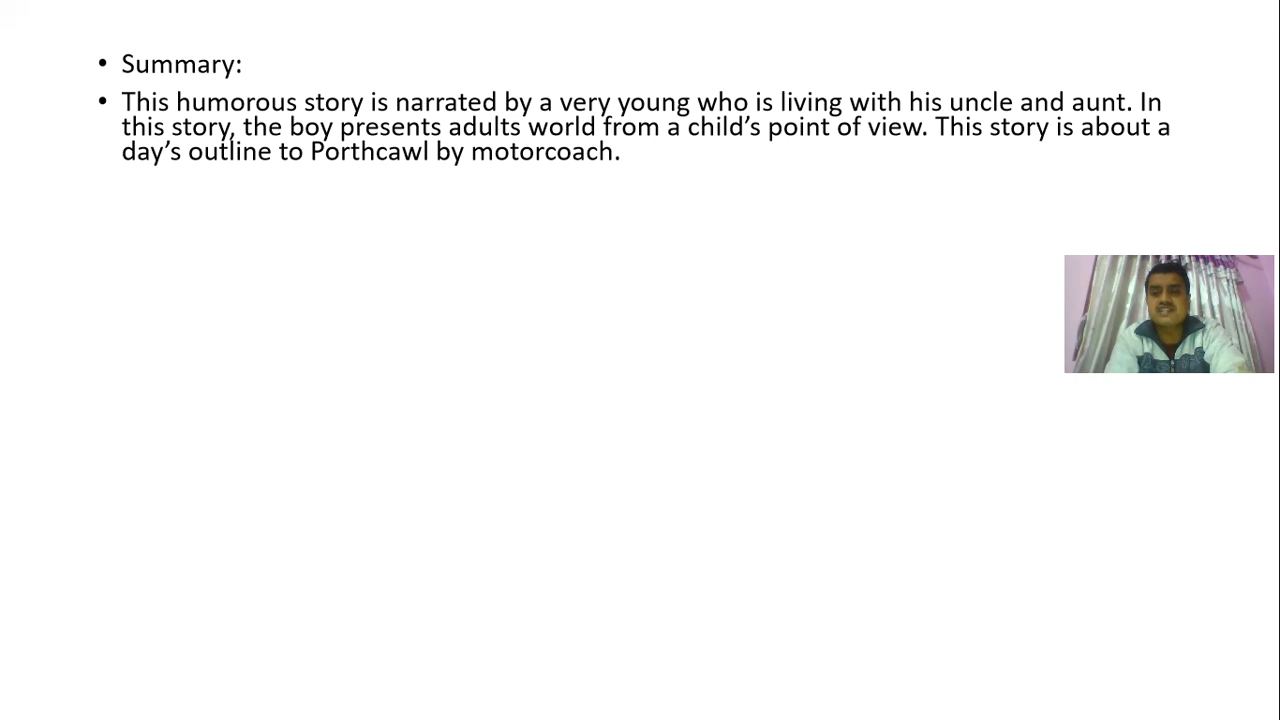 • Summary:
• This humorous story is narrated by a very young who is living with his uncle and aunt. In
this story, the boy presents adults world from a child’s point of view. This story is about a
day’s outline to Porthcawl by motorcoach.